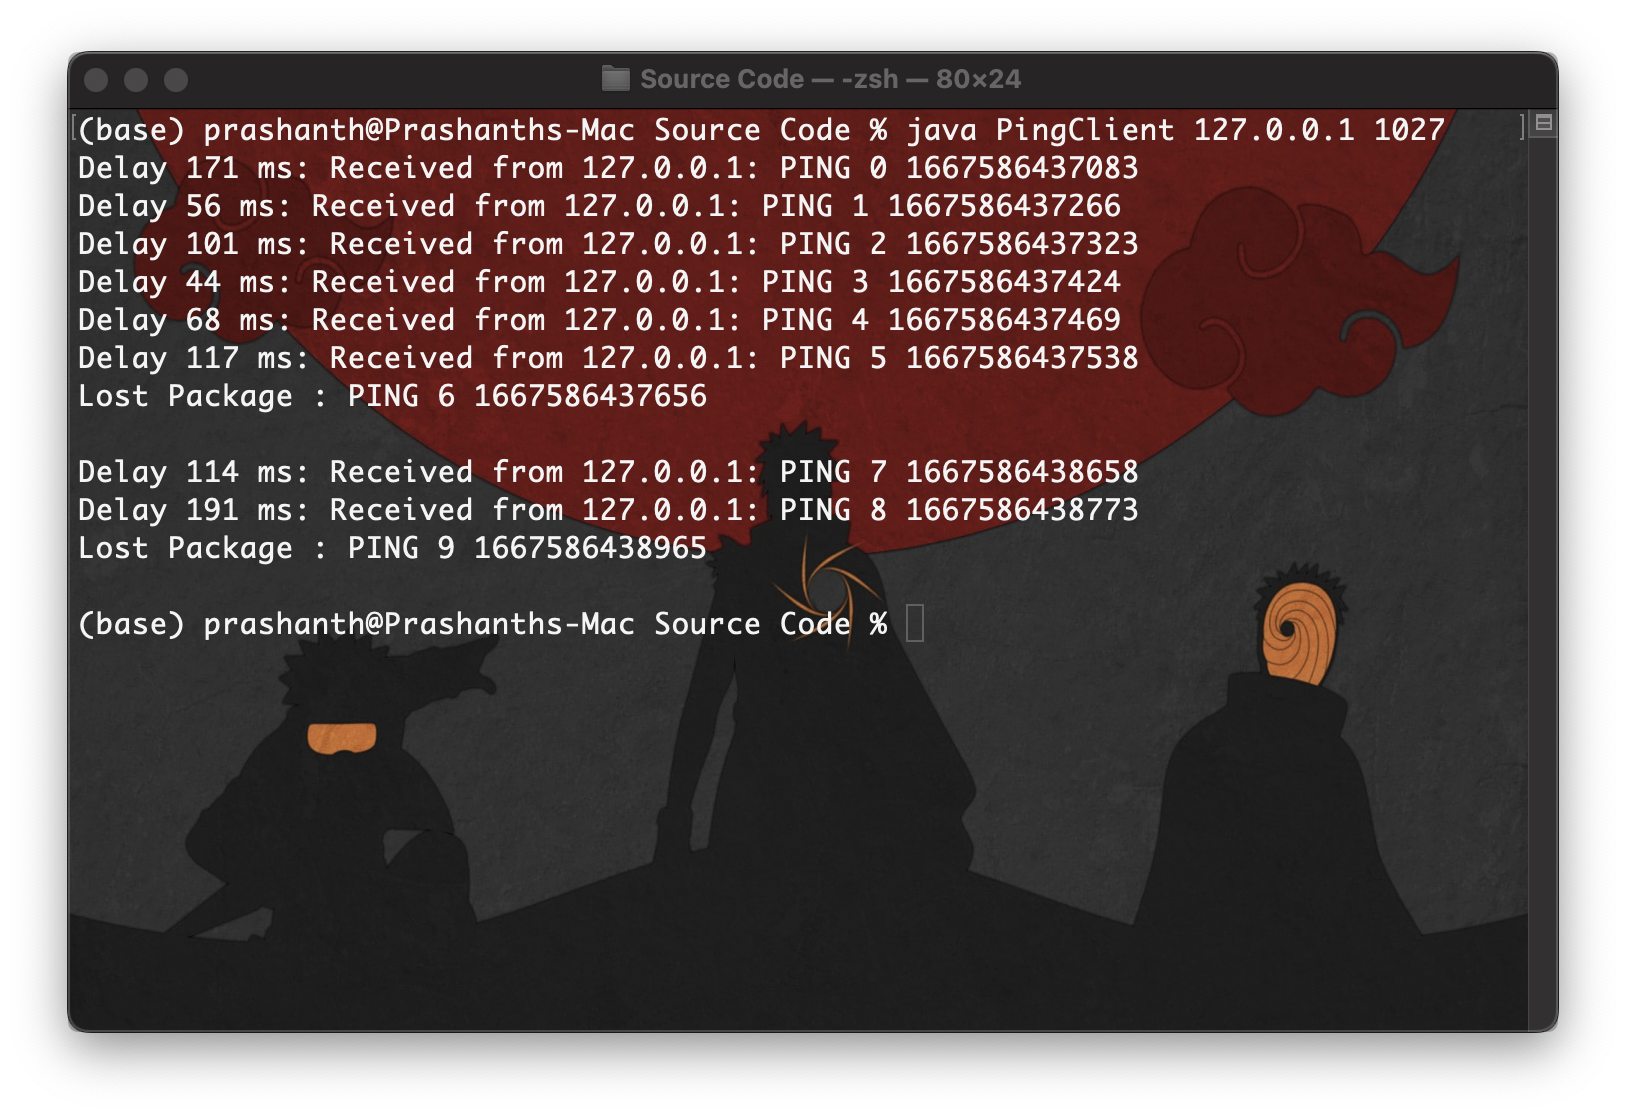 Source Code — -zsh — 80×24
(base) prashanth@Prashanths-Mac Source Code % java PingClient 127.0.0.1 1027
Delay 171 ms: Received from 127.0.0.1: PING 0 1667586437083
Delay 56 ms: Received from 127.0.0.1: PING 1 1667586437266
Delay 101 ms: Received from 127.0.0.1: PING 2 1667586437323
Delay 44 ms: Received from 127.0.0.1: PING 3 1667586437424
Delay 68 ms: Received from 127.0.0.1: PING 4 1667586437469
Delay 117 ms: Received from 127.0.0.1: PING 5 1667586437538
Lost Package : PING 6 1667586437656
Delay 114 ms: Received from 127.0.0.1: PING 7 1667586438658
Delay 191 ms: Received from 127.0.0.1: PING 8 1667586438773
Lost Package : PING 9 1667586438965
(base) prashanth@Prashanths-Mac Source Code %